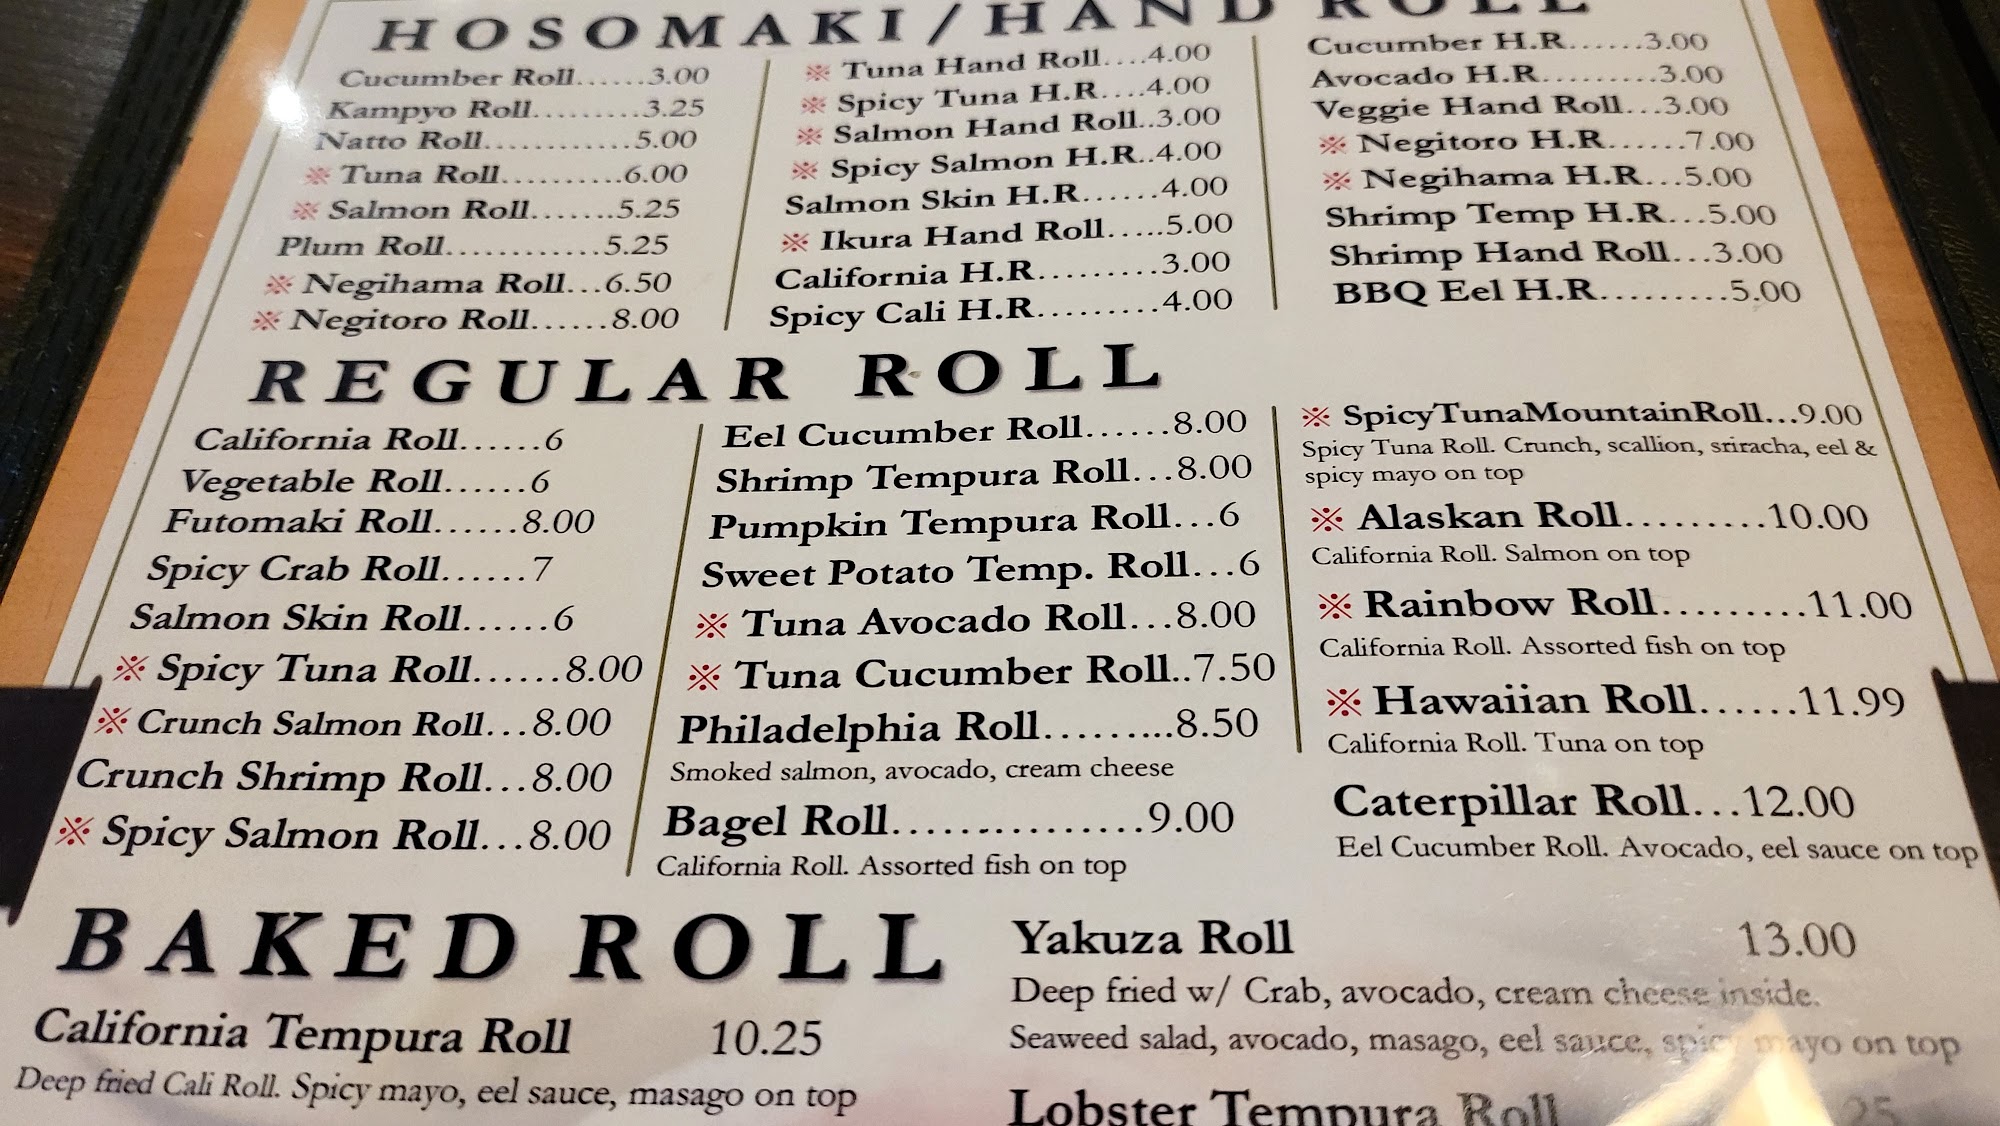 HOSOMAKI/HAND ROLL
Cucumber Roll......3.00
Kampyo Roll.........3.25
Natto Roll............5.00
※ Tuna Roll..........6.00
※ Salmon Roll.......5.25
Plum Roll............5.25
※ Negihama Roll...6.50
※ Negitoro Roll......8.00
※ Tuna Hand Roll....4.00
※ Spicy Tuna H.R....4.00
※ Salmon Hand Roll..3.00
※ Spicy Salmon H.R..4.00
Salmon Skin H.R......4.00
※ Ikura Hand Roll.....5.00
California H.R.........3.00
Spicy Cali H.R.........4.00
Cucumber H.R......3.00
Avocado H.R.........3.00
Veggie Hand Roll...3.00
※ Negitoro H.R......7.00
※ Negihama H.R...5.00
Shrimp Temp H.R...5.00
Shrimp Hand Roll...3.00
BBQ Eel H.R.........5.00
REGULAR ROLL
California Roll......6
Vegetable Roll......6
Futomaki Roll......8.00
Spicy Crab Roll......7
Salmon Skin Roll......6
※ Spicy Tuna Roll......8.00
※ Crunch Salmon Roll...8.00
Crunch Shrimp Roll...8.00
※ Spicy Salmon Roll...8.00
Eel Cucumber Roll......8.00
Shrimp Tempura Roll...8.00
Pumpkin Tempura Roll...6
Sweet Potato Temp. Roll...6
※ Tuna Avocado Roll...8.00
※ Tuna Cucumber Roll..7.50
Philadelphia Roll.........8.50
Smoked salmon, avocado, cream cheese
Bagel Roll...............9.00
California Roll. Assorted fish on top
※ SpicyTunaMountainRoll...9.00
Spicy Tuna Roll. Crunch, scallion, sriracha, eel &
spicy mayo on top
※ Alaskan Roll.........10.00
California Roll. Salmon on top
※ Rainbow Roll.........11.00
California Roll. Assorted fish on top
※ Hawaiian Roll......11.99
California Roll. Tuna on top
Caterpillar Roll...12.00
Eel Cucumber Roll. Avocado, eel sauce on top
BAKED ROLL
California Tempura Roll 10.25
Deep fried Cali Roll. Spicy mayo, eel sauce, masago on top
Yakuza Roll 13.00
Deep fried w/ Crab, avocado, cream cheese inside.
Seaweed salad, avocado, masago, eel sauce, spicy mayo on top
Lobster Tempura Roll